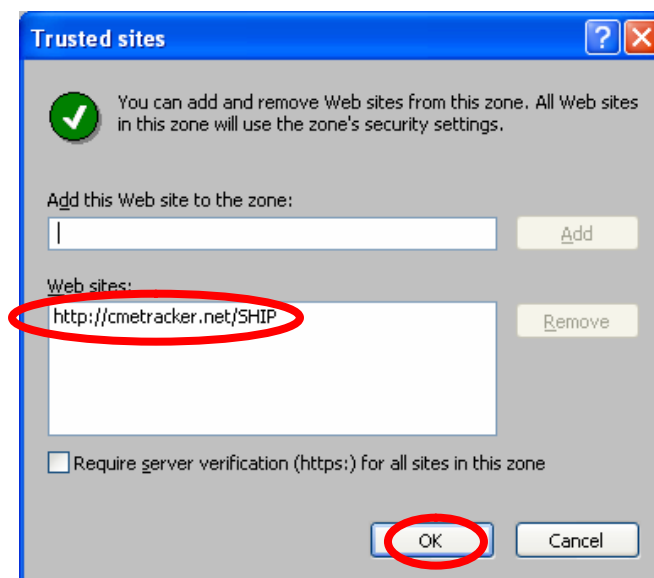 Trusted sites
You can add and remove Web sites from this zone. All Web sites
in this zone will use the zone's security settings.
Add this Web site to the zone:
Add
Web sites:
http://cmetracker.net/SHIP
Remove
Require server verification (https:) for all sites in this zone
OK
Cancel